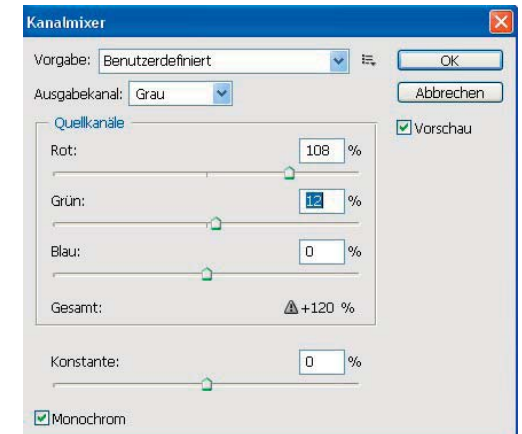 Kanalmixer
Vorgabe: Benutzerdefiniert
OK
Ausgabekanal: Grau
Abbrechen
Quellkanäle
Vorschau
Rot: 108 %
Grün: 12 %
Blau: 0 %
Gesamt: +120 %
Konstante: 0 %
Monochrom